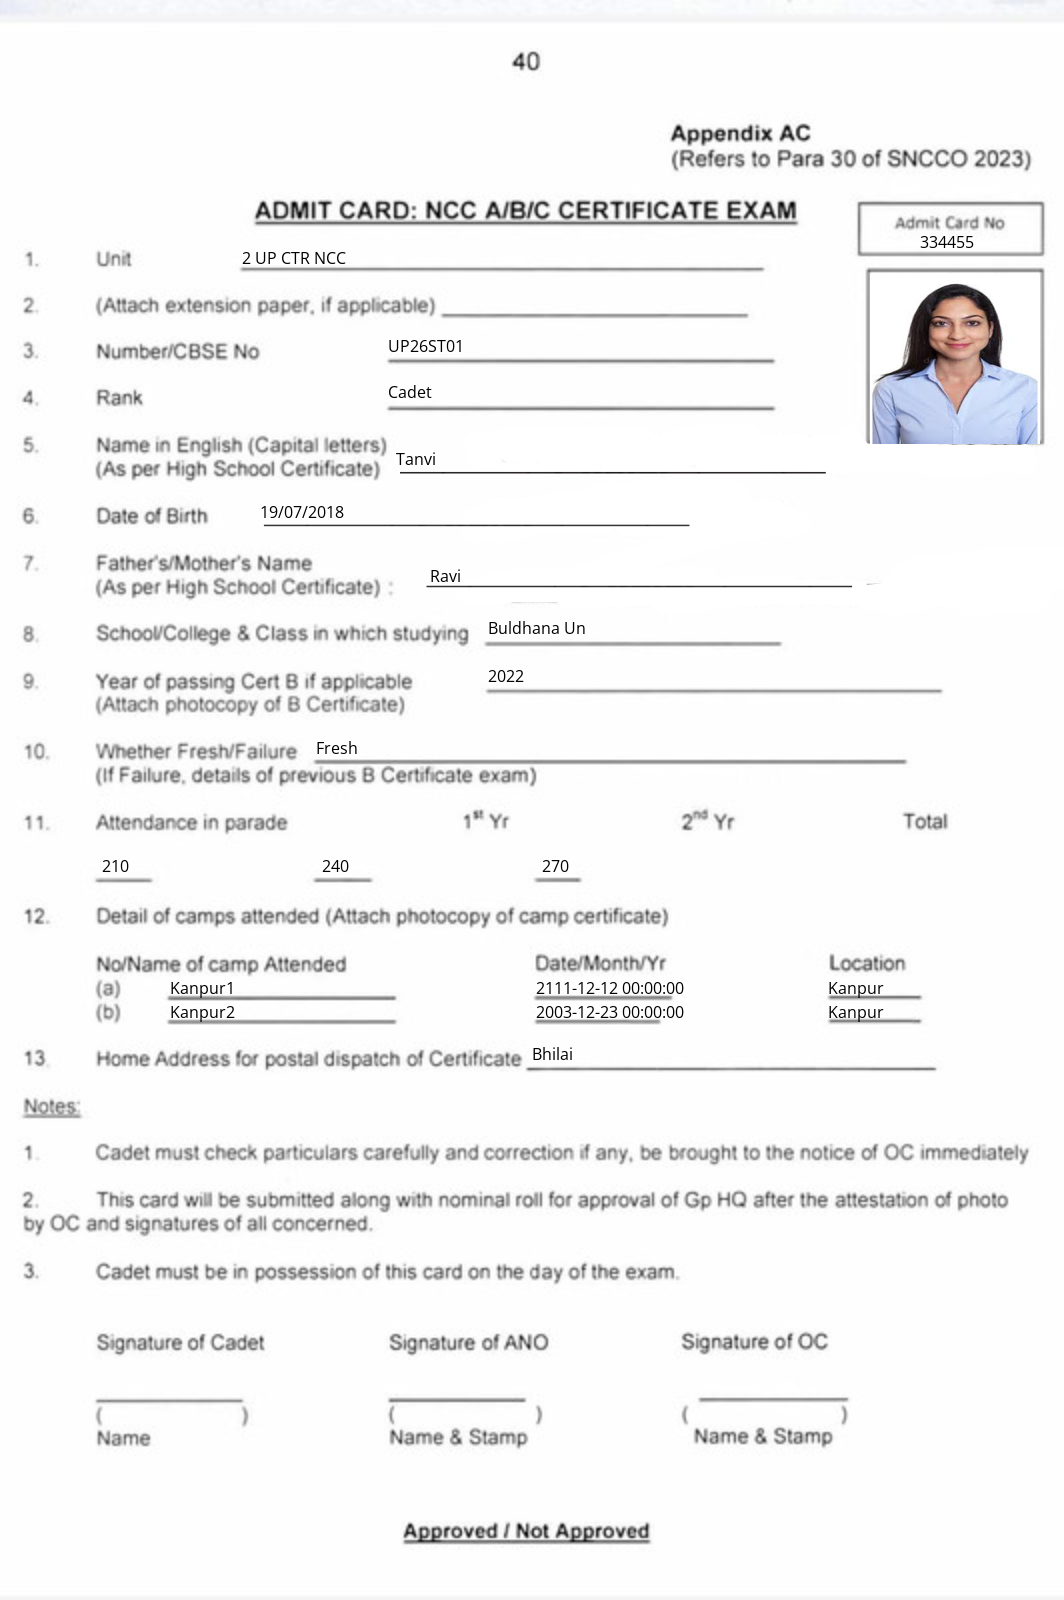 40
Appendix AC
(Refers to Para 30 of SNCCO 2023)
ADMIT CARD: NCC A/B/C CERTIFICATE EXAM
Admit Card No
334455
1. Unit 2 UP CTR NCC
2. (Attach extension paper, if applicable)
3. Number/CBSE No UP26ST01
4. Rank Cadet
5. Name in English (Capital letters)
(As per High School Certificate) Tanvi
6. Date of Birth 19/07/2018
7. Father's/Mother's Name
(As per High School Certificate) : Ravi
8. School/College & Class in which studying Buldhana Un
9. Year of passing Cert B if applicable 2022
(Attach photocopy of B Certificate)
10. Whether Fresh/Failure Fresh
(If Failure, details of previous B Certificate exam)
11. Attendance in parade 1st Yr 2nd Yr Total
210 240 270
12. Detail of camps attended (Attach photocopy of camp certificate)
No/Name of camp Attended Date/Month/Yr Location
(a) Kanpur1 2111-12-12 00:00:00 Kanpur
(b) Kanpur2 2003-12-23 00:00:00 Kanpur
13. Home Address for postal dispatch of Certificate Bhilai
Notes:
1. Cadet must check particulars carefully and correction if any, be brought to the notice of OC immediately
2. This card will be submitted along with nominal roll for approval of Gp HQ after the attestation of photo
by OC and signatures of all concerned.
3. Cadet must be in possession of this card on the day of the exam.
Signature of Cadet Signature of ANO Signature of OC
( ) ( ) ( )
Name Name & Stamp Name & Stamp
Approved / Not Approved